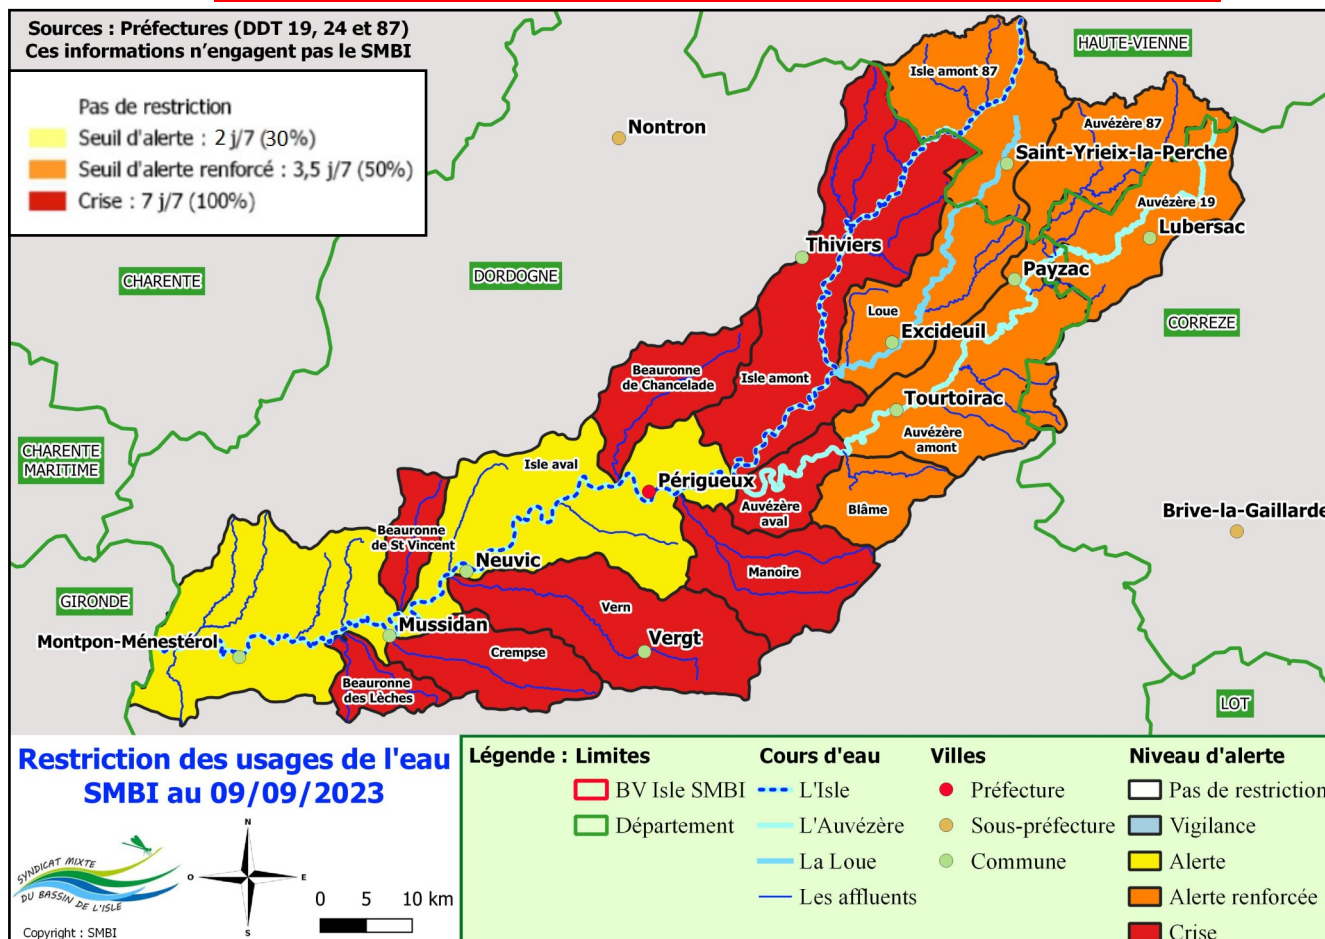 Sources : Préfectures (DDT 19, 24 et 87)
Ces informations n'engagent pas le SMBI
Pas de restriction
Seuil d'alerte : 2 j/7 (30%)
Seuil d'alerte renforcé : 3,5 j/7 (50%)
Crise : 7 j/7 (100%)
HAUTE-VIENNE
Isle amont 87
Nontron
Auvézère 87
Saint-Yrieix-la-Perche
Auvézère 19
Lubersac
Thiviers
Payzac
CHARENTE
DORDOGNE
CORREZE
Loue
Excideuil
Beauronne
de Chancelade
Isle amont
Tourtoirac
Auvézère
amont
CHARENTE
MARITIME
Isle aval
Périgueux
Auvézère
aval
Blâme
Brive-la-Gaillarde
Beauronne
de St Vincent
Neuvic
Manoire
GIRONDE
Vern
Mussidan
Vergt
Montpon-Ménestérol
Crempse
Beauronne
des Lèches
LOT
Restriction des usages de l'eau
SMBI au 09/09/2023
SYNDICAT MIXTE
DU BASSIN DE L'ISLE
Copyright : SMBI
N
O
E
S
0 5 10 km
Légende : Limites
BV Isle SMBI
Département
Cours d'eau
L'Isle
L'Auvézère
La Loue
Les affluents
Villes
Préfecture
Sous-préfecture
Commune
Niveau d'alerte
Pas de restriction
Vigilance
Alerte
Alerte renforcée
Crise